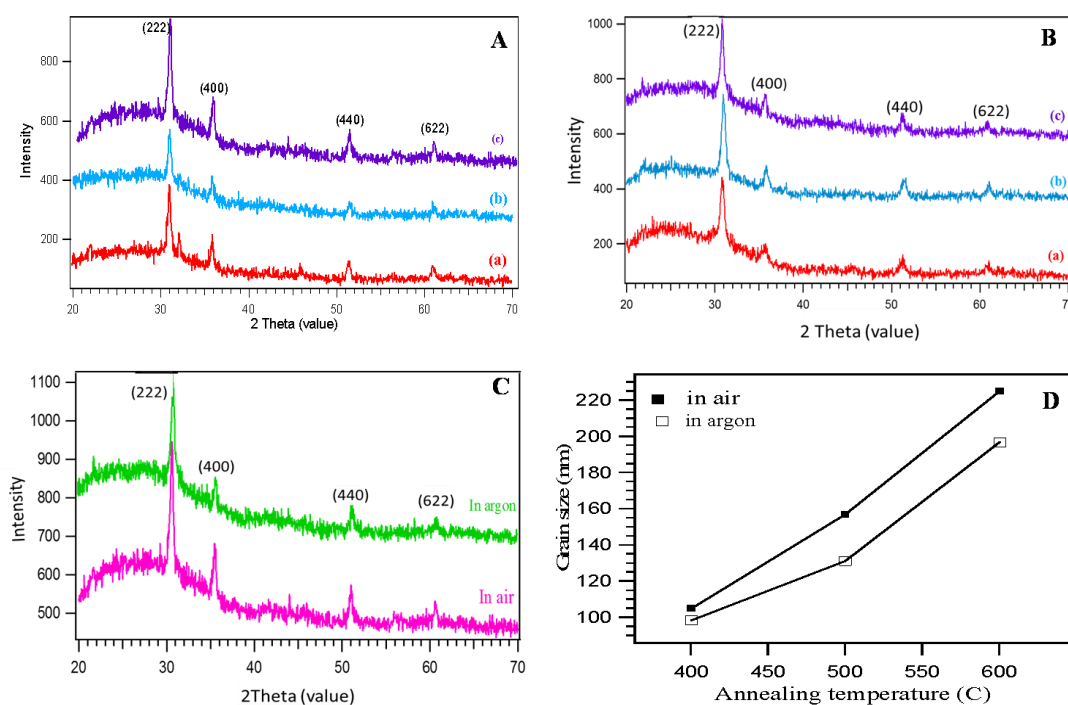 A
(222)
(400)
(440)
(622)
(c)
(b)
(a)
800
600
400
200
Intensity
20 30 40 50 60 70
2 Theta (value)
B
(222)
(400)
(440)
(622)
(c)
(b)
(a)
1000
800
600
400
200
Intensity
20 30 40 50 60 70
2 Theta (value)
C
(222)
(400)
(440)
(622)
In argon
In air
1100
1000
900
800
700
600
500
Intensity
20 30 40 50 60 70
2Theta (value)
D
in air
in argon
220
200
180
160
140
120
100
Grain size (nm)
400 450 500 550 600
Annealing temperature (C)